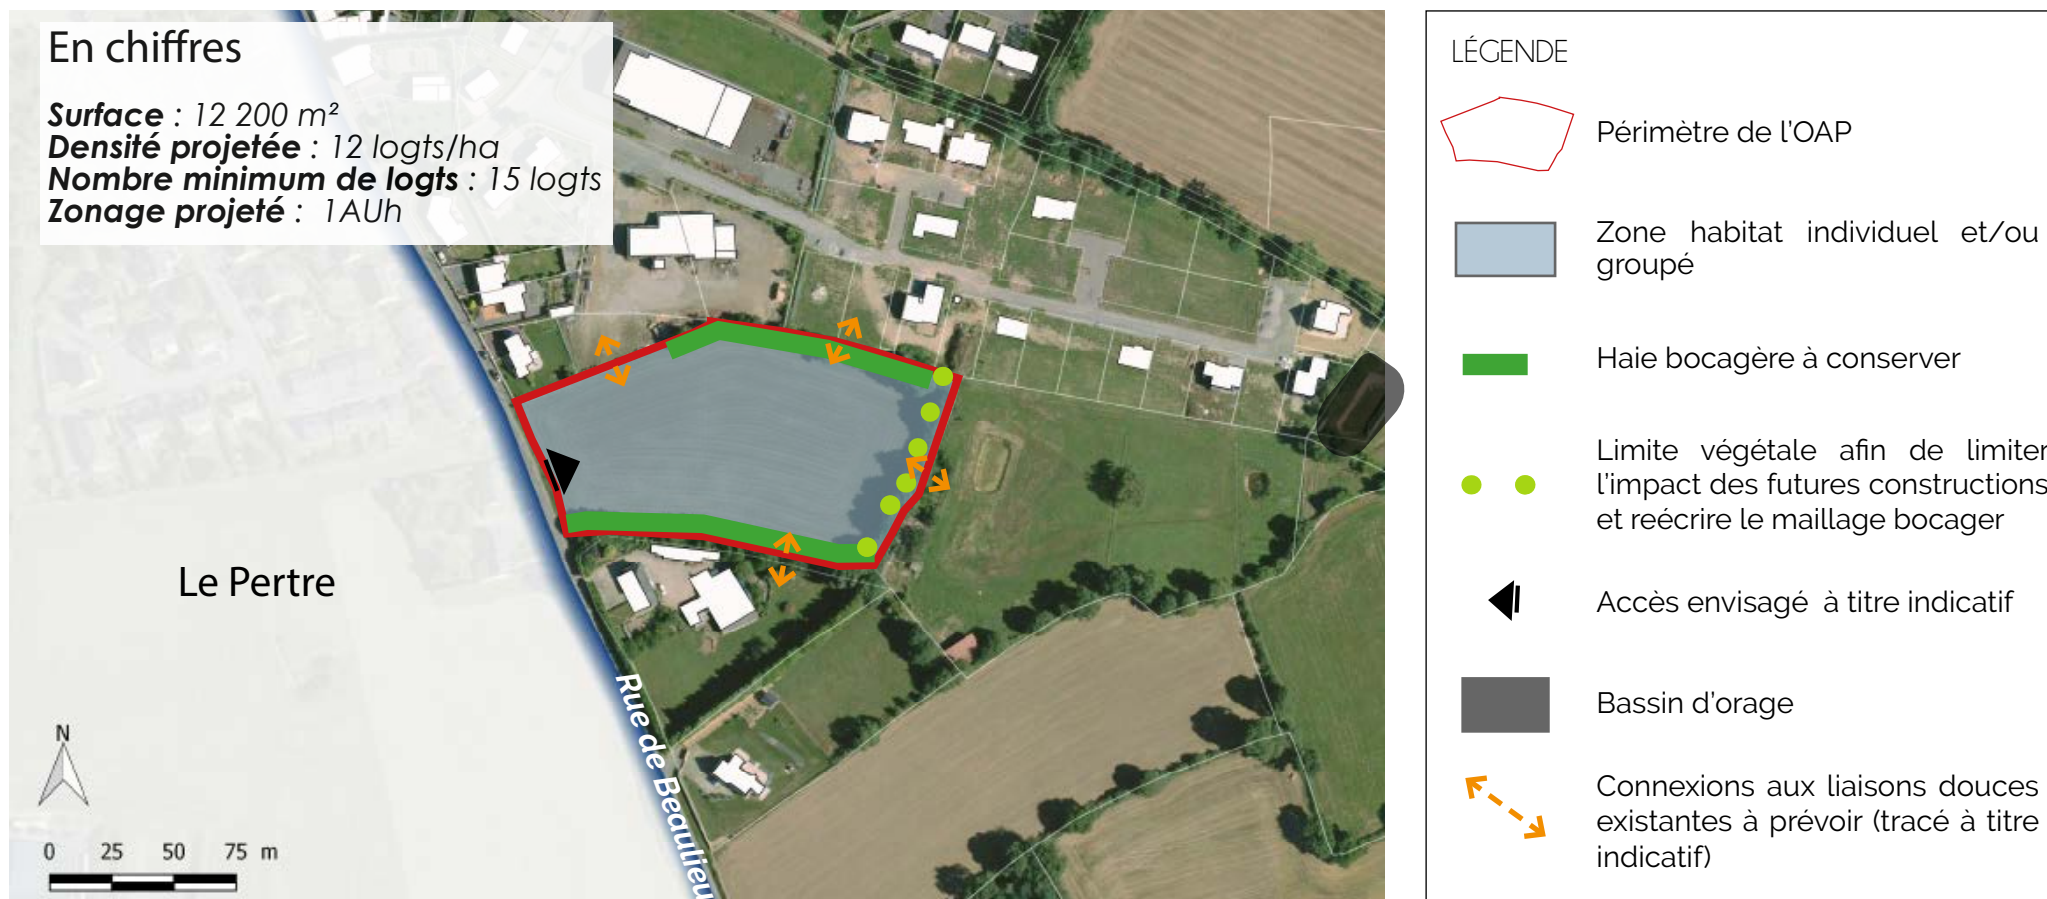 En chiffres
Surface : 12 200 m²
Densité projetée : 12 logts/ha
Nombre minimum de logts : 15 logts
Zonage projeté : 1AUh
Le Pertre
Rue de Beaulieu
N
0 25 50 75 m
LÉGENDE
Périmètre de l'OAP
Zone habitat individuel et/ou
groupé
Haie bocagère à conserver
Limite végétale afin de limiter
l'impact des futures constructions
et reécrire le maillage bocager
Accès envisagé à titre indicatif
Bassin d'orage
Connexions aux liaisons douces
existantes à prévoir (tracé à titre
indicatif)